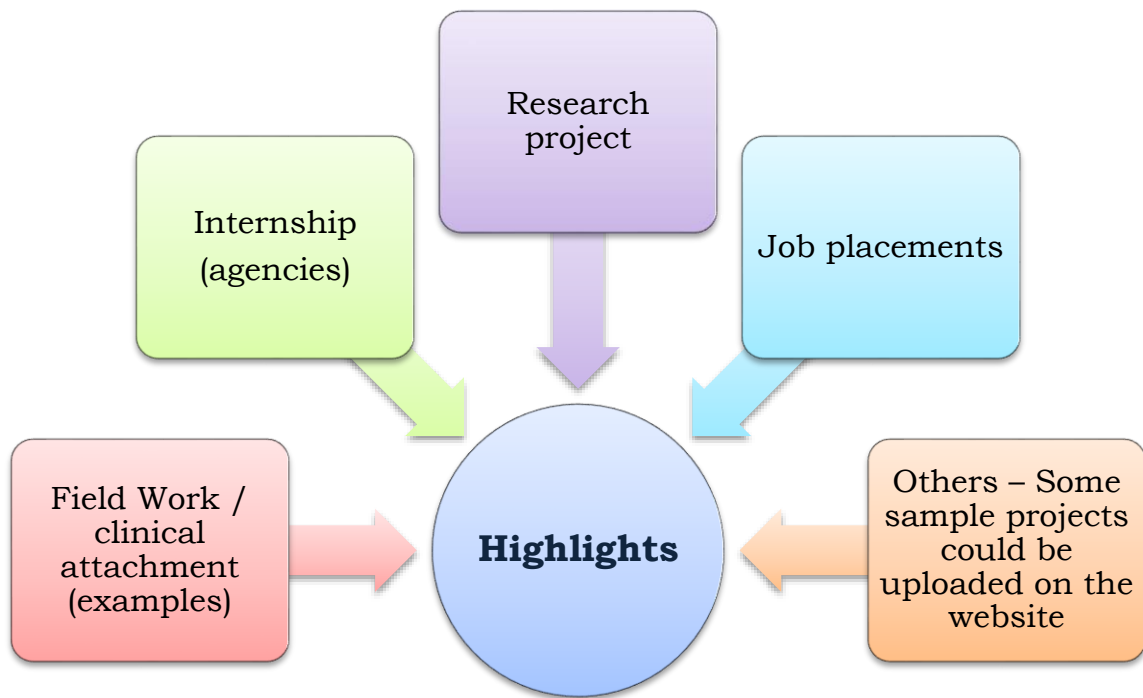 Research
project
Internship
(agencies)
Job placements
Field Work /
clinical
attachment
(examples)
Highlights
Others – Some
sample projects
could be
uploaded on the
website